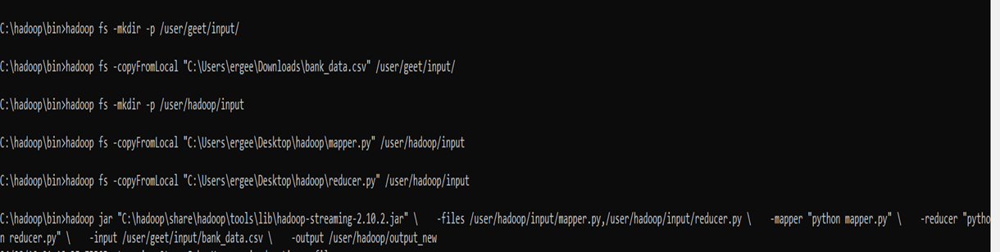 C:\hadoop\bin>hadoop fs -mkdir -p /user/geet/input/
C:\hadoop\bin>hadoop fs -copyFromLocal "C:\Users\ergee\Downloads\bank_data.csv" /user/geet/input/
C:\hadoop\bin>hadoop fs -mkdir -p /user/hadoop/input
C:\hadoop\bin>hadoop fs -copyFromLocal "C:\Users\ergee\Desktop\hadoop\mapper.py" /user/hadoop/input
C:\hadoop\bin>hadoop fs -copyFromLocal "C:\Users\ergee\Desktop\hadoop\reducer.py" /user/hadoop/input
C:\hadoop\bin>hadoop jar "C:\hadoop\share\hadoop\tools\lib\hadoop-streaming-2.10.2.jar" \    -files /user/hadoop/input/mapper.py,/user/hadoop/input/reducer.py \    -mapper "python mapper.py" \    -reducer "pytho
n reducer.py" \    -input /user/geet/input/bank_data.csv \    -output /user/hadoop/output_new